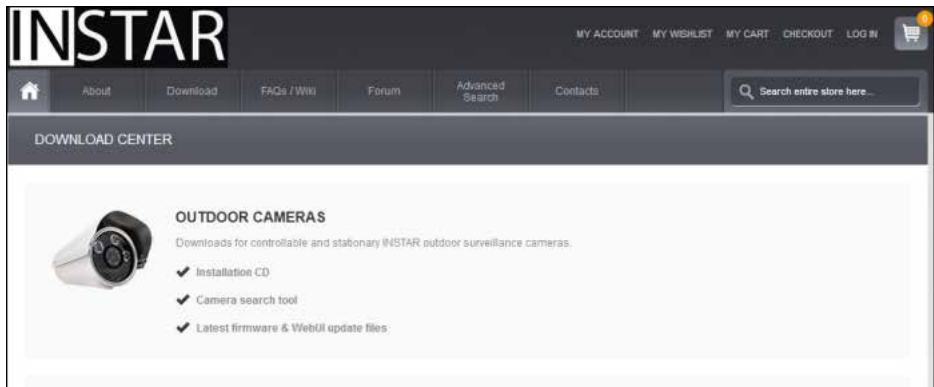 INSTAR
MY ACCOUNT MY WISHLIST MY CART CHECKOUT LOG IN 0
About Download FAQs / Wiki Forum Advanced Search Contacts Search entire store here...
DOWNLOAD CENTER
OUTDOOR CAMERAS
Downloads for controllable and stationary INSTAR outdoor surveillance cameras.
Installation CD
Camera search tool
Latest firmware & WebUI update files